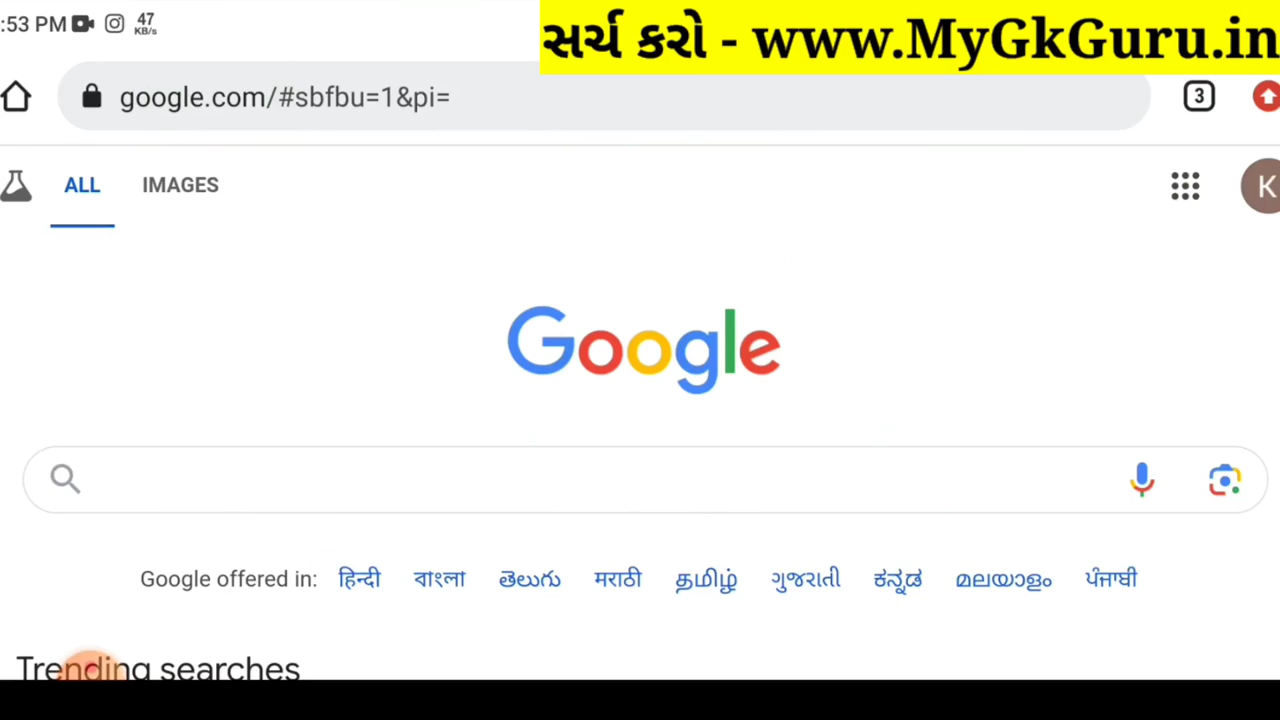 :53 PM 47 KB/s
સર્ચ કરો - www.MyGkGuru.in
google.com/#sbfbu=1&pi=
3
ALL IMAGES
K
Google
Google offered in: हिन्दी বাংলা తెలుగు मराठी தமிழ் ગુજરાતી ಕನ್ನಡ മലയാളം ਪੰਜਾਬੀ
Trending searches